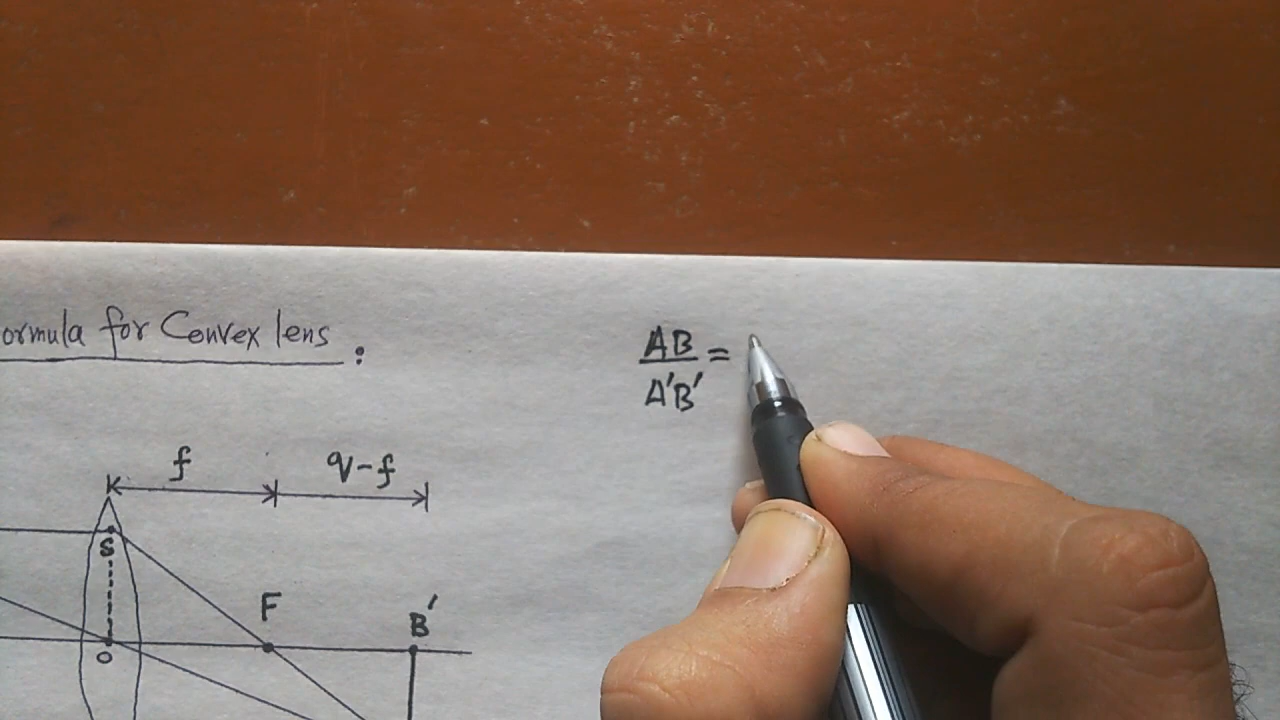 ormula for Convex lens :
AB
A'B'
=
f
q-f
S
F
B'
O